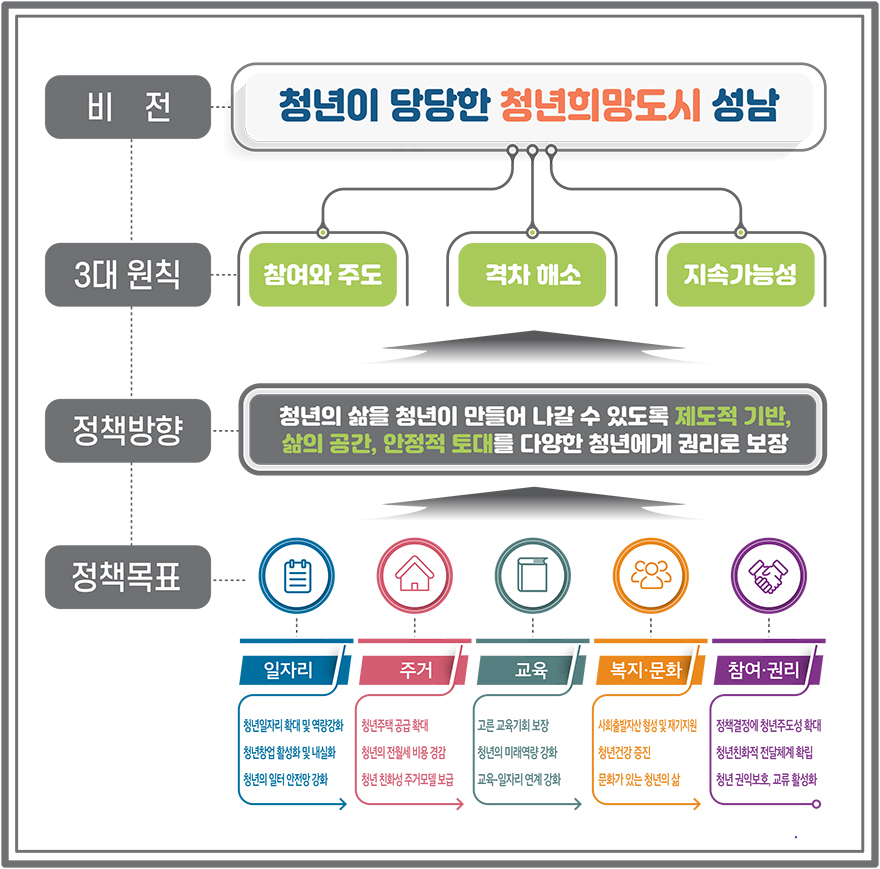 비 전
청년이 당당한 청년희망도시 성남
3대 원칙
참여와 주도
격차 해소
지속가능성
정책방향
청년의 삶을 청년이 만들어 나갈 수 있도록 제도적 기반,
삶의 공간, 안정적 토대를 다양한 청년에게 권리로 보장
정책목표
일자리
청년일자리 확대 및 역량강화
청년창업 활성화 및 내실화
청년의 일터 안전망 강화
주거
청년주택 공급 확대
청년의 전월세 비용 경감
청년 친화성 주거모델 보급
교육
고른 교육기회 보장
청년의 미래역량 강화
교육-일자리 연계 강화
복지·문화
사회출발자산 형성 및 재기지원
청년건강 증진
문화가 있는 청년의 삶
참여·권리
정책결정에 청년주도성 확대
청년친화적 전달체계 확립
청년 권익보호, 교류 활성화